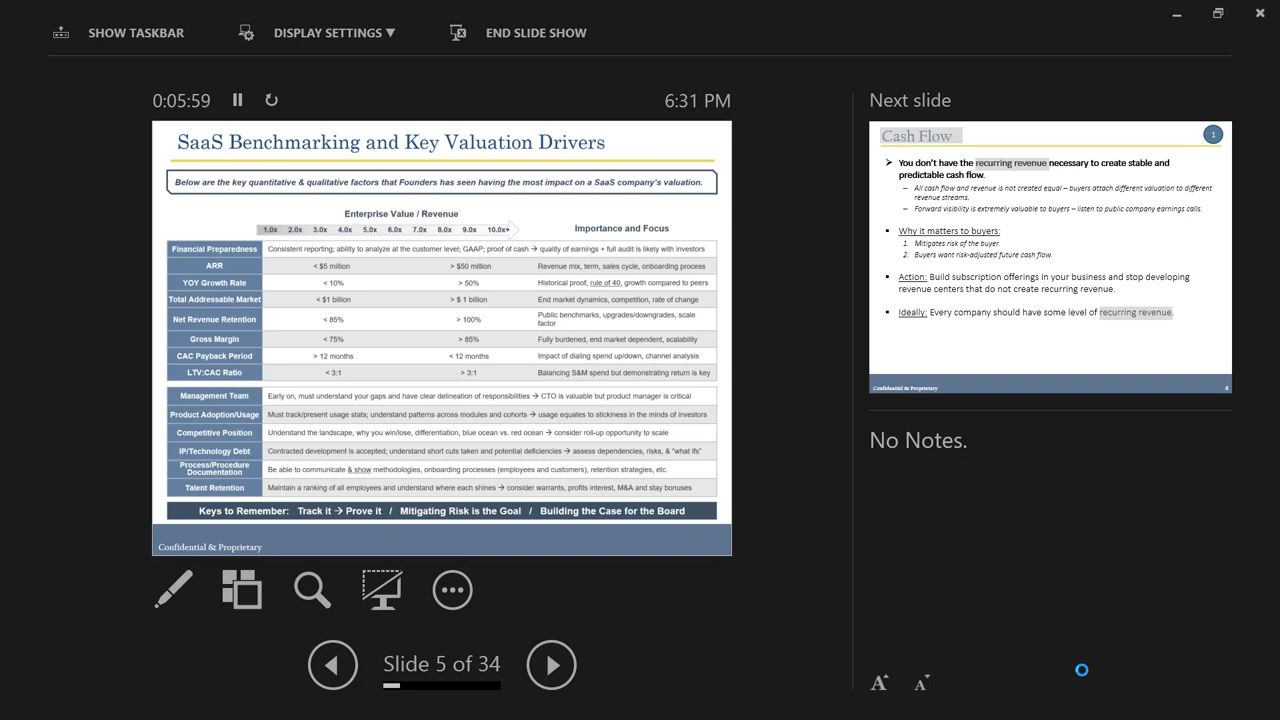 SHOW TASKBAR
DISPLAY SETTINGS ▼
END SLIDE SHOW
0:05:59
6:31 PM
SaaS Benchmarking and Key Valuation Drivers
Below are the key quantitative & qualitative factors that Founders has seen having the most impact on a SaaS company's valuation.
Enterprise Value / Revenue
1.0x 2.0x 3.0x 4.0x 5.0x 6.0x 7.0x 8.0x 9.0x 10.0x+
Importance and Focus
Financial Preparedness Consistent reporting; ability to analyze at the customer level; GAAP; proof of cash → quality of earnings + full audit is likely with investors
ARR < $5 million > $50 million Revenue mix, term, sales cycle, onboarding process
YOY Growth Rate < 10% > 50% Historical proof, rule of 40, growth compared to peers
Total Addressable Market < $1 billion > $ 1 billion End market dynamics, competition, rate of change
Net Revenue Retention < 85% > 100% Public benchmarks, upgrades/downgrades, scale
factor
Gross Margin < 75% > 85% Fully burdened, end market dependent, scalability
CAC Payback Period > 12 months < 12 months Impact of dialing spend up/down, channel analysis
LTV:CAC Ratio < 3:1 > 3:1 Balancing S&M spend but demonstrating return is key
Management Team Early on, must understand your gaps and have clear delineation of responsibilities → CTO is valuable but product manager is critical
Product Adoption/Usage Must track/present usage stats; understand patterns across modules and cohorts → usage equates to stickiness in the minds of investors
Competitive Position Understand the landscape, why you win/lose, differentiation, blue ocean vs. red ocean → consider roll-up opportunity to scale
IP/Technology Debt Contracted development is accepted; understand short cuts taken and potential deficiencies → assess dependencies, risks, & "what ifs"
Process/Procedure
Documentation Be able to communicate & show methodologies, onboarding processes (employees and customers), retention strategies, etc.
Talent Retention Maintain a ranking of all employees and understand where each shines → consider warrants, profits interest, M&A and stay bonuses
Keys to Remember: Track it → Prove it / Mitigating Risk is the Goal / Building the Case for the Board
Confidential & Proprietary
Slide 5 of 34
Next slide
Cash Flow
1
➢ You don't have the recurring revenue necessary to create stable and
predictable cash flow.
– All cash flow and revenue is not created equal – buyers attach different valuation to different
revenue streams.
– Forward visibility is extremely valuable to buyers – listen to public company earnings calls.
▪ Why it matters to buyers:
1. Mitigates risk of the buyer.
2. Buyers want risk-adjusted future cash flow.
▪ Action: Build subscription offerings in your business and stop developing
revenue centers that do not create recurring revenue.
▪ Ideally: Every company should have some level of recurring revenue.
Confidential & Proprietary
6
No Notes.
A A